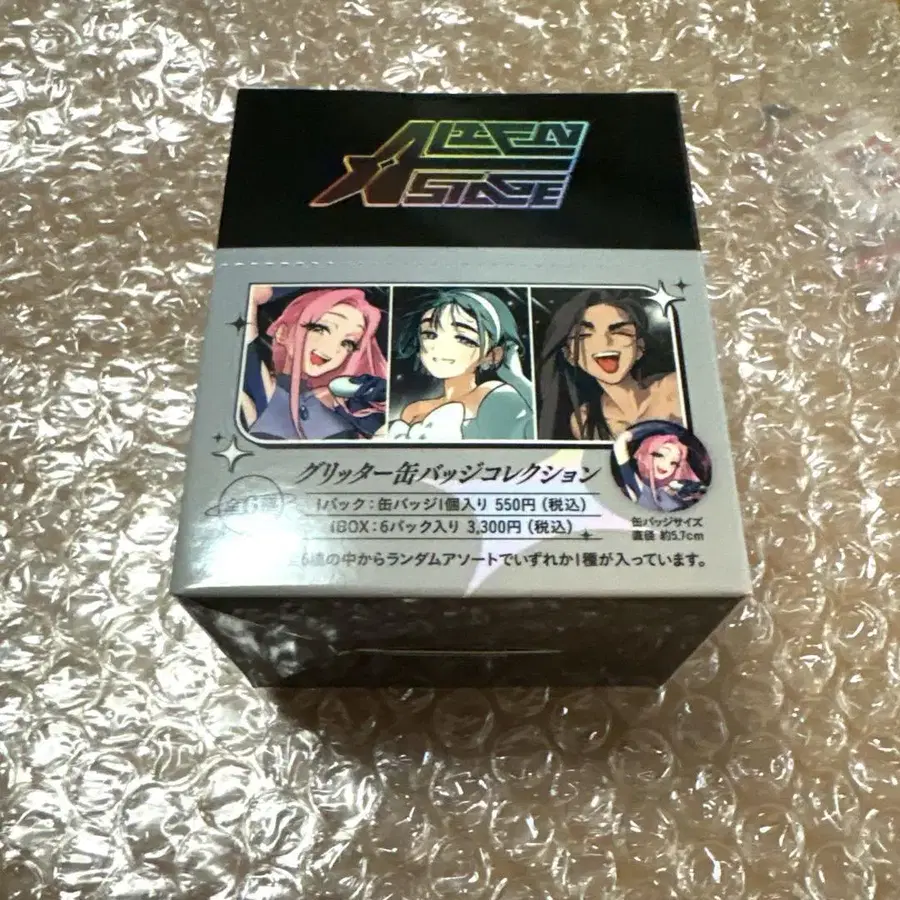 ALIEN
STAGE
グリッター缶バッジコレクション
全6種
1パック：缶バッジ1個入り 550円（税込）
1BOX：6パック入り 3,300円（税込）
缶バッジサイズ
直径 約5.7cm
6種の中からランダムアソートでいずれか1種が入っています。